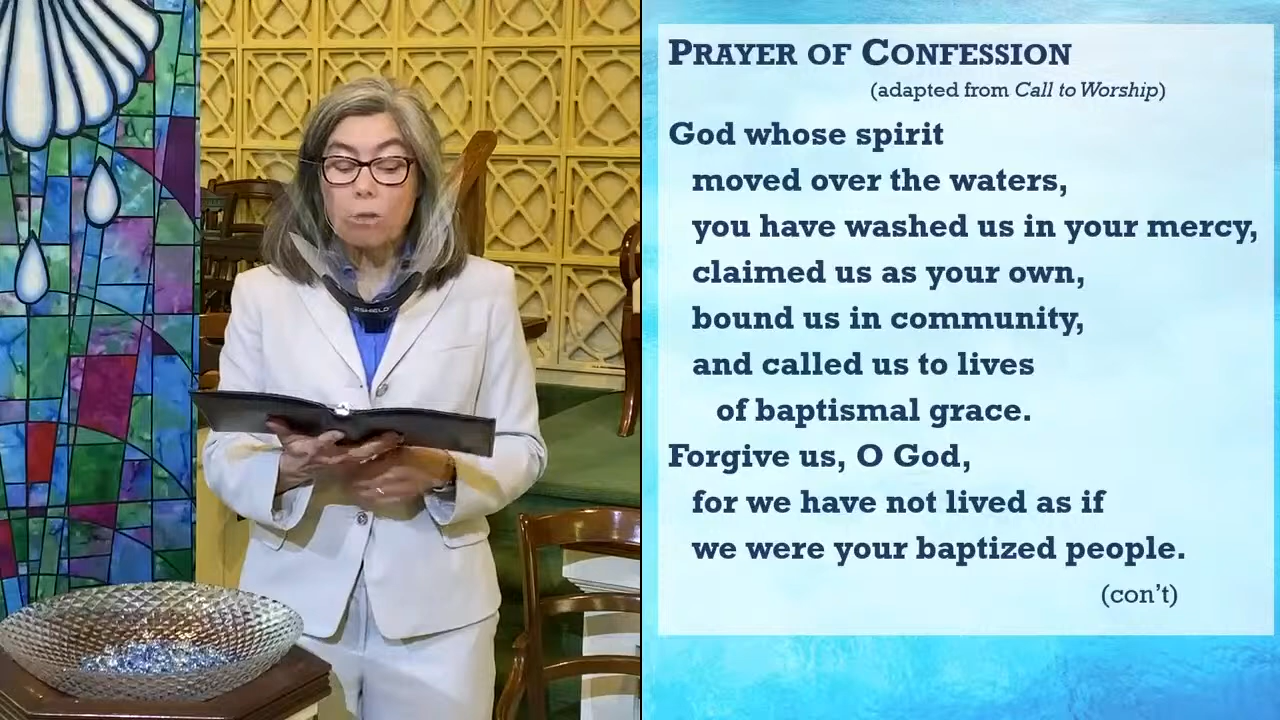 PRAYER OF CONFESSION
(adapted from Call to Worship)
God whose spirit
moved over the waters,
you have washed us in your mercy,
claimed us as your own,
bound us in community,
and called us to lives
of baptismal grace.
Forgive us, O God,
for we have not lived as if
we were your baptized people.
(con't)
ZSHIELD